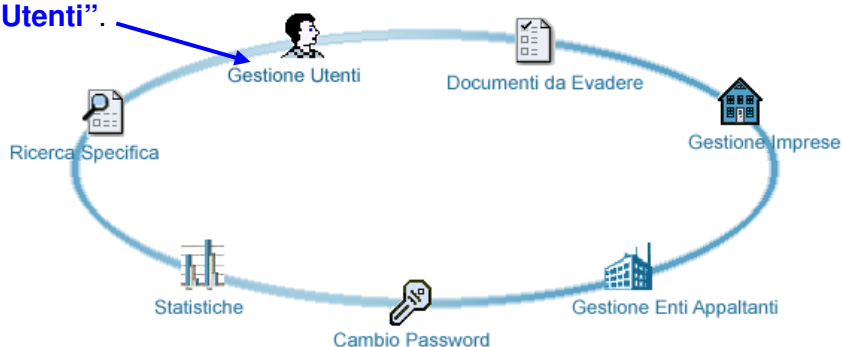 Utenti”.
Gestione Utenti
Documenti da Evadere
Gestione Imprese
Ricerca Specifica
Statistiche
Gestione Enti Appaltanti
Cambio Password